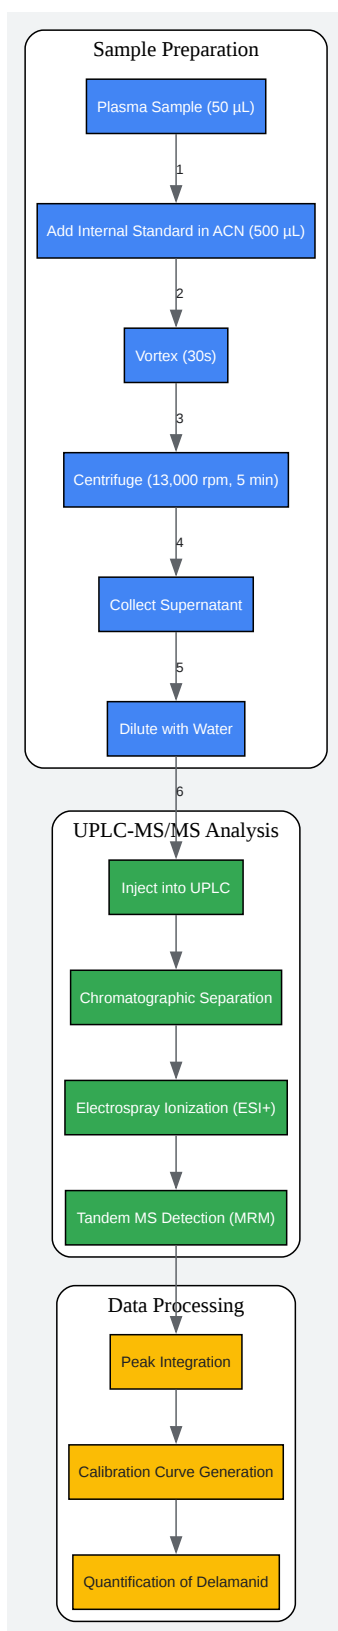 Sample Preparation
Plasma Sample (50 µL)
1
Add Internal Standard in ACN (500 µL)
2
Vortex (30s)
3
Centrifuge (13,000 rpm, 5 min)
4
Collect Supernatant
5
Dilute with Water
6
UPLC-MS/MS Analysis
Inject into UPLC
Chromatographic Separation
Electrospray Ionization (ESI+)
Tandem MS Detection (MRM)
Data Processing
Peak Integration
Calibration Curve Generation
Quantification of Delamanid